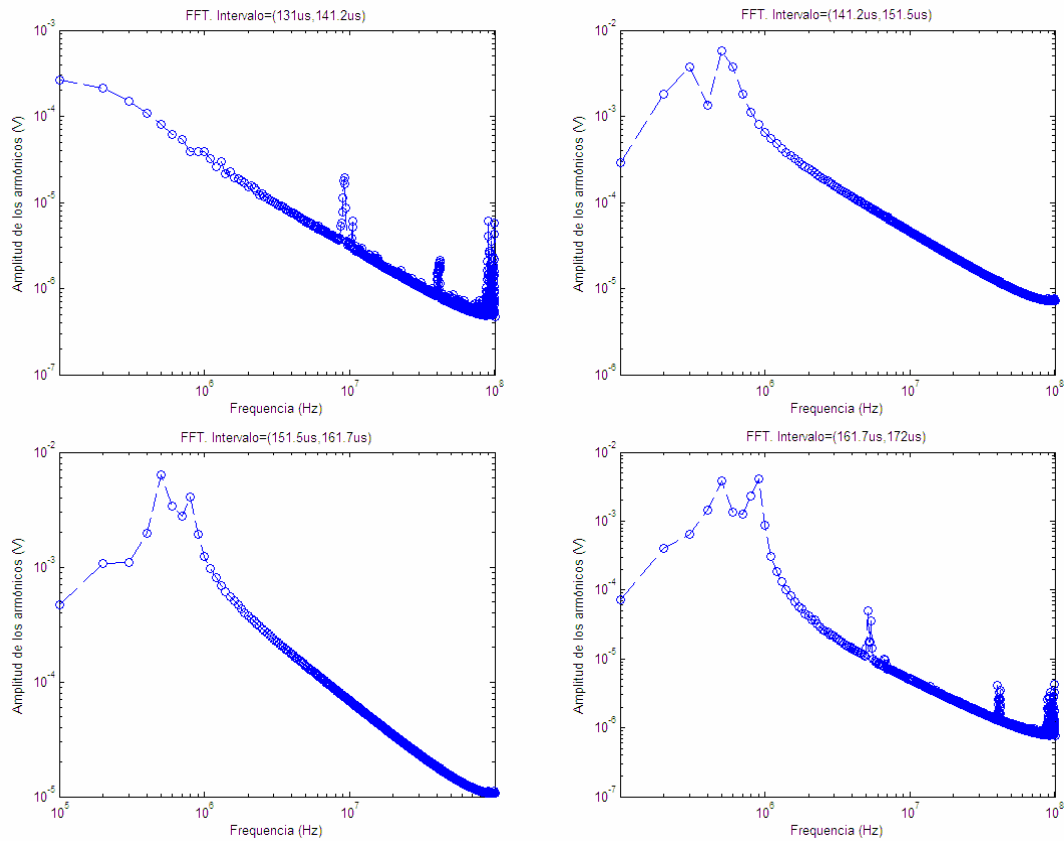 FFT. Intervalo=(131us,141.2us)
10^-3
10^-4
10^-5
10^-6
10^-7
Amplitud de los armónicos (V)
10^6
10^7
10^8
Frequencia (Hz)
FFT. Intervalo=(141.2us,151.5us)
10^-2
10^-3
10^-4
10^-5
10^-6
Amplitud de los armónicos (V)
10^6
10^7
10^8
Frequencia (Hz)
FFT. Intervalo=(151.5us,161.7us)
10^-2
10^-3
10^-4
10^-5
Amplitud de los armónicos (V)
10^5
10^6
10^7
10^8
Frequencia (Hz)
FFT. Intervalo=(161.7us,172us)
10^-2
10^-3
10^-4
10^-5
10^-6
10^-7
Amplitud de los armónicos (V)
10^6
10^7
10^8
Frequencia (Hz)